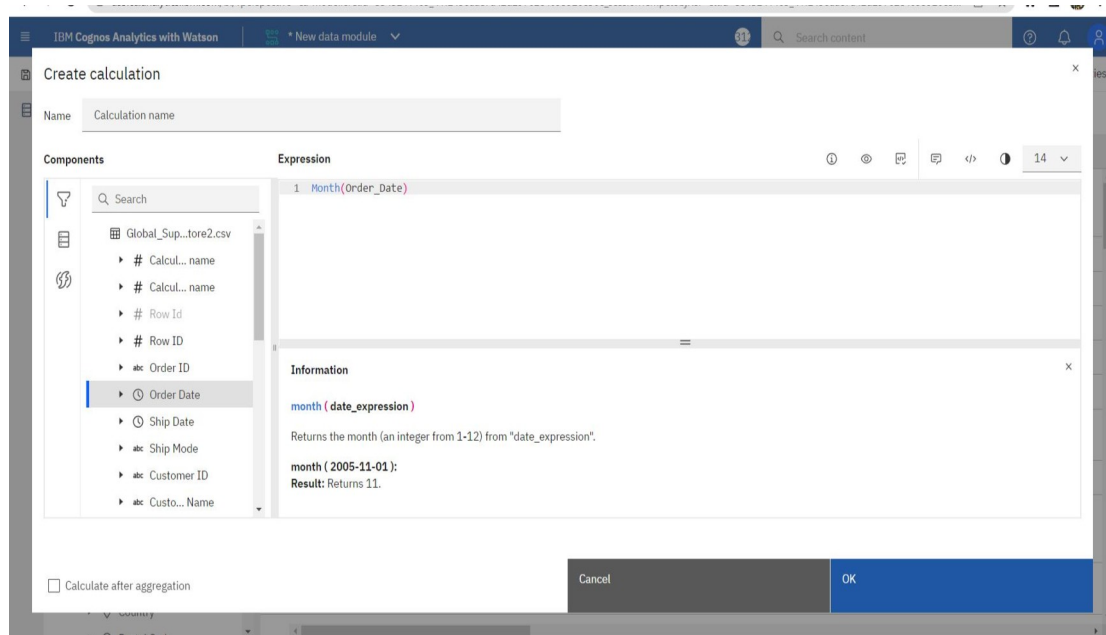 IBM Cognos Analytics with Watson
* New data module
Search content
Create calculation
Name
Calculation name
Components
Expression
14
Search
1 Month(Order_Date)
Global_Sup...tore2.csv
# Calcul... name
# Calcul... name
# Row Id
# Row ID
abc Order ID
Order Date
Ship Date
abc Ship Mode
abc Customer ID
abc Custo... Name
Information
month ( date_expression )
Returns the month (an integer from 1-12) from "date_expression".
month ( 2005-11-01 ):
Result: Returns 11.
Calculate after aggregation
Cancel
OK
Country